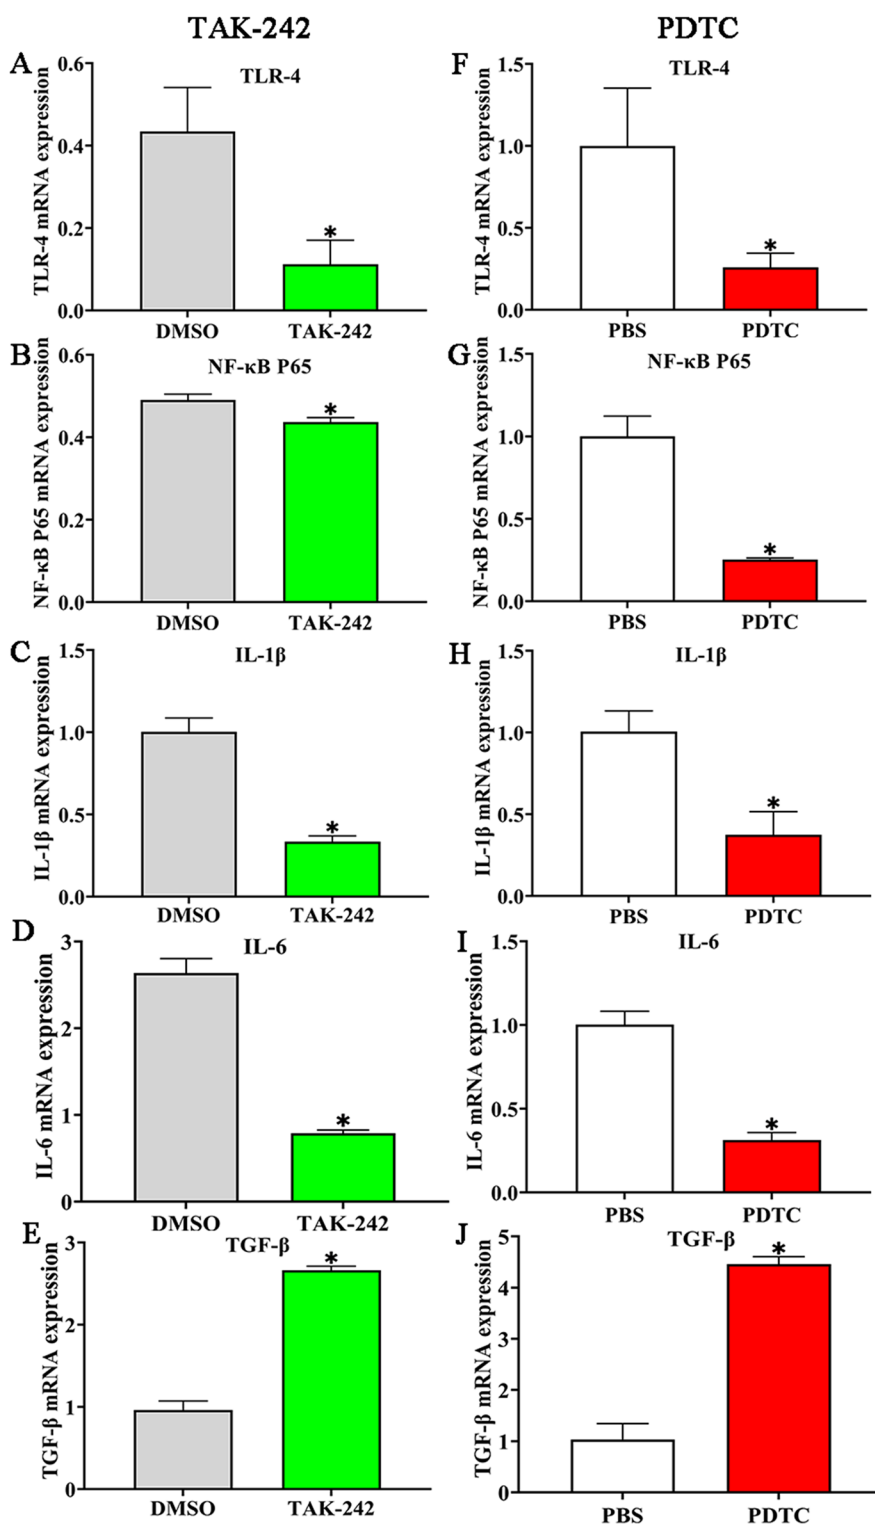 TAK-242
PDTC
A
TLR-4
TLR-4 mRNA expression
0.6
0.4
0.2
0.0
DMSO
TAK-242
*
F
TLR-4
TLR-4 mRNA expression
1.5
1.0
0.5
0.0
PBS
PDTC
*
B
NF-κB P65
NF-κB P65 mRNA expression
0.6
0.4
0.2
0.0
DMSO
TAK-242
*
G
NF-κB P65
NF-κB P65 mRNA expression
1.5
1.0
0.5
0.0
PBS
PDTC
*
C
IL-1β
IL-1β mRNA expression
1.5
1.0
0.5
0.0
DMSO
TAK-242
*
H
IL-1β
IL-1β mRNA expression
1.5
1.0
0.5
0.0
PBS
PDTC
*
D
IL-6
IL-6 mRNA expression
3
2
1
0
DMSO
TAK-242
*
I
IL-6
IL-6 mRNA expression
1.5
1.0
0.5
0.0
PBS
PDTC
*
E
TGF-β
TGF-β mRNA expression
3
2
1
0
DMSO
TAK-242
*
J
TGF-β
TGF-β mRNA expression
5
4
3
2
1
0
PBS
PDTC
*